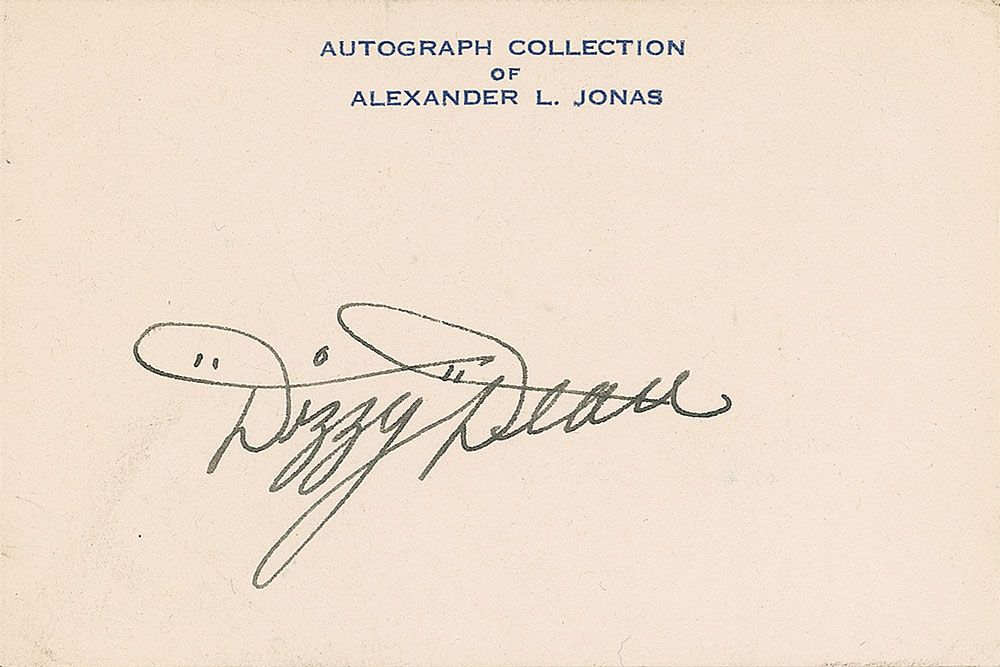 AUTOGRAPH COLLECTION
OF
ALEXANDER L. JONAS
"Dizzy" Dean